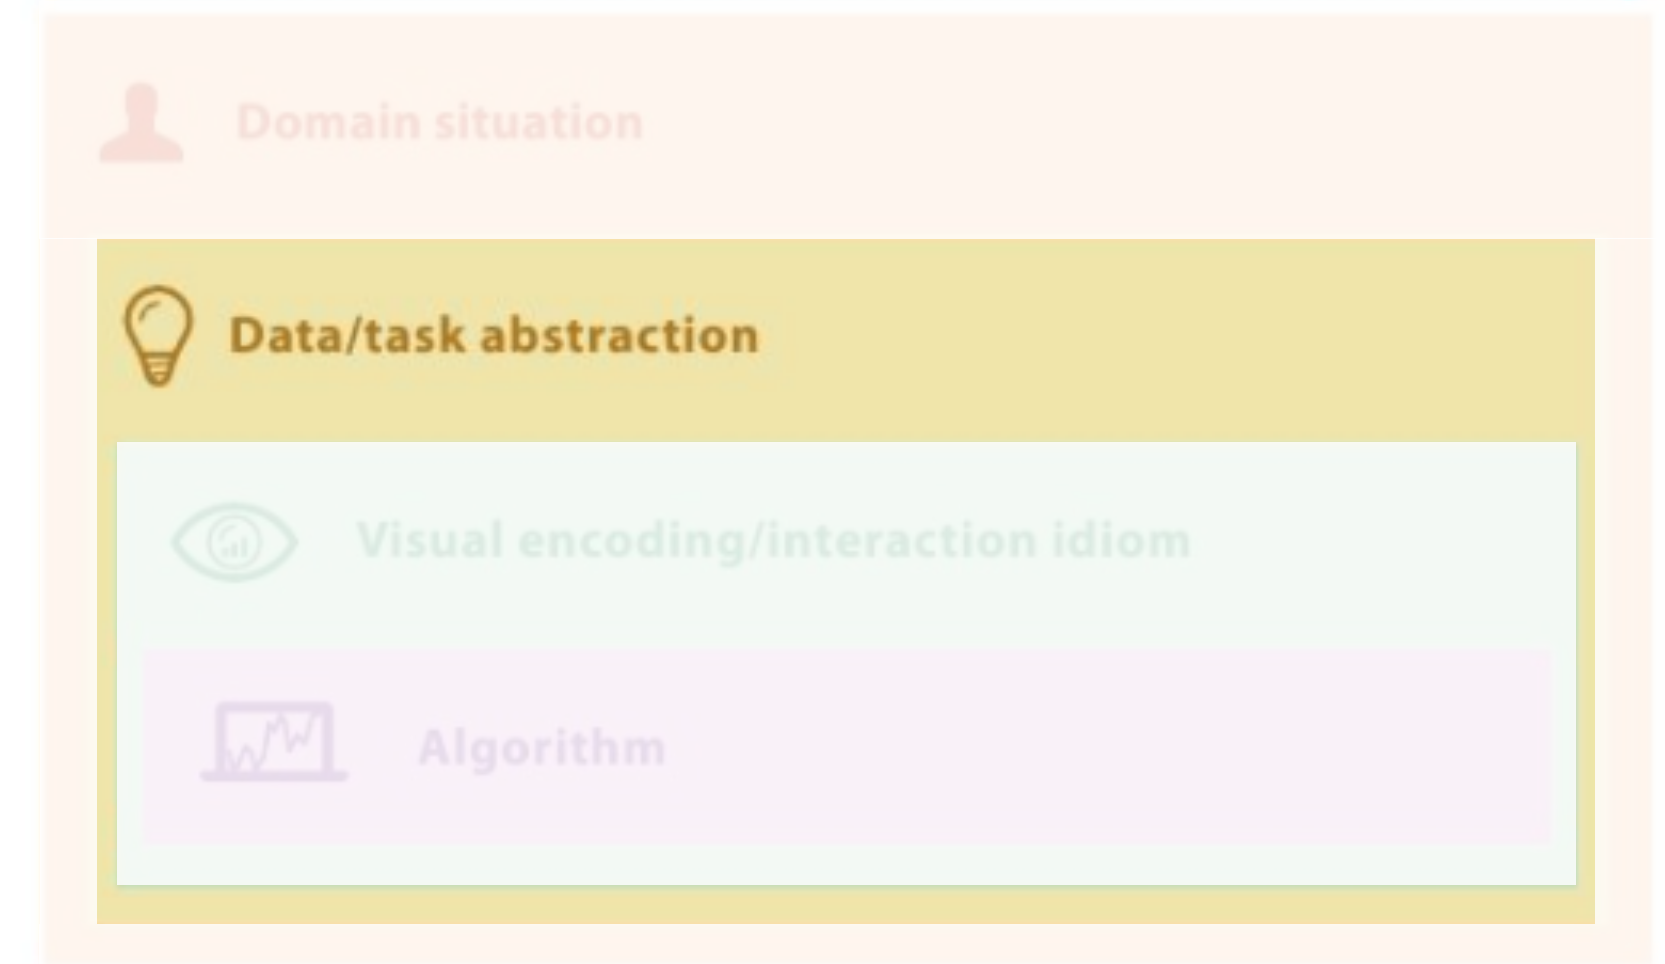 Domain situation
Data/task abstraction
Visual encoding/interaction idiom
Algorithm